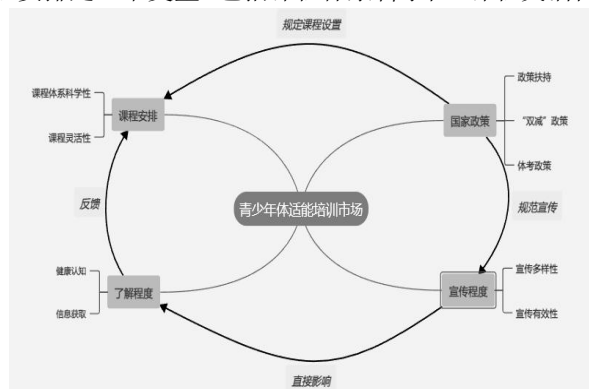 规定课程设置
课程体系科学性
课程安排
课程灵活性
政策扶持
国家政策
“双减”政策
体考政策
青少年体适能培训市场
反馈
规范宣传
健康认知
了解程度
信息获取
宣传多样性
宣传程度
宣传有效性
直接影响